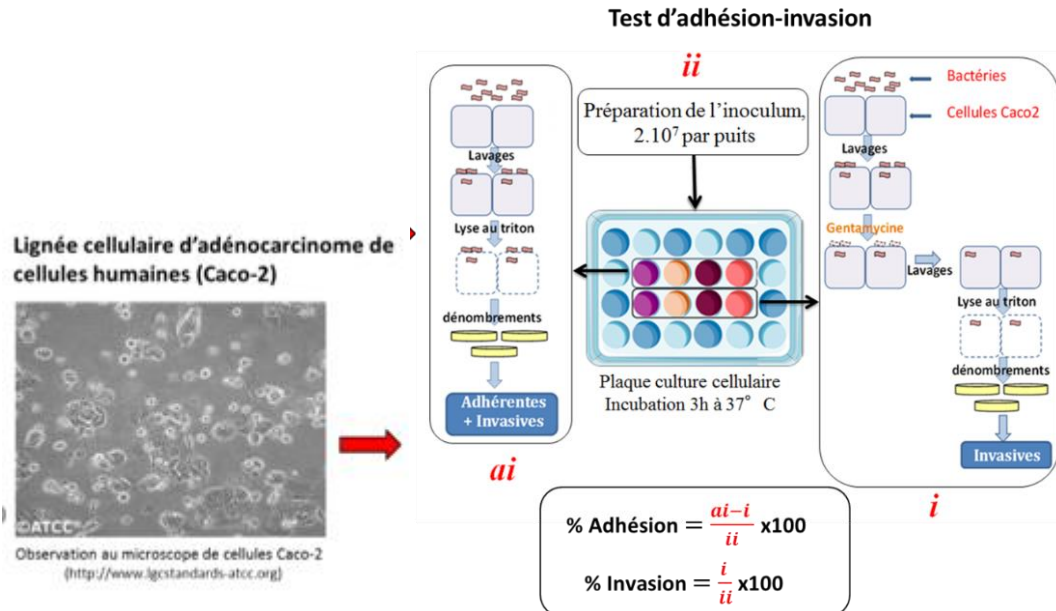 Test d'adhésion-invasion
ii
Préparation de l'inoculum,
2.10⁷ par puits
Lavages
Lyse au triton
dénombrements
Adhérentes
+ Invasives
ai
Plaque culture cellulaire
Incubation 3h à 37° C
Bactéries
Cellules Caco2
Lavages
Gentamycine
Lavages
Lyse au triton
dénombrements
Invasives
i
Lignée cellulaire d'adénocarcinome de
cellules humaines (Caco-2)
©ATCC®
Observation au microscope de cellules Caco-2
(http://www.lgcstandards-atcc.org)
% Adhésion = ai−i/ii x100
% Invasion = i/ii x100